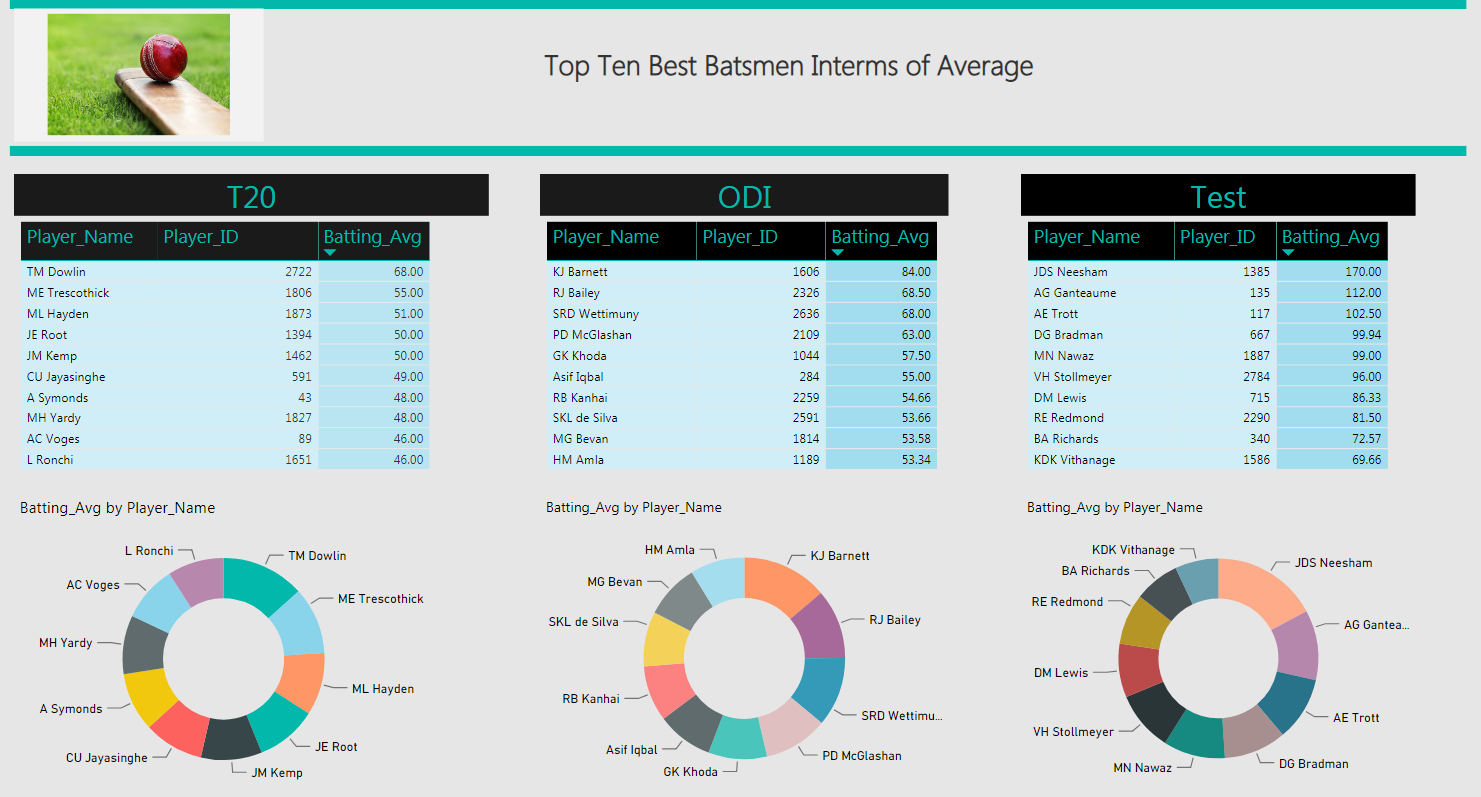 Top Ten Best Batsmen Interms of Average
T20
Player_Name Player_ID Batting_Avg
TM Dowlin 2722 68.00
ME Trescothick 1806 55.00
ML Hayden 1873 51.00
JE Root 1394 50.00
JM Kemp 1462 50.00
CU Jayasinghe 591 49.00
A Symonds 43 48.00
MH Yardy 1827 48.00
AC Voges 89 46.00
L Ronchi 1651 46.00
Batting_Avg by Player_Name
L Ronchi
TM Dowlin
AC Voges
ME Trescothick
MH Yardy
ML Hayden
A Symonds
JE Root
CU Jayasinghe
JM Kemp
ODI
Player_Name Player_ID Batting_Avg
KJ Barnett 1606 84.00
RJ Bailey 2326 68.50
SRD Wettimuny 2636 68.00
PD McGlashan 2109 63.00
GK Khoda 1044 57.50
Asif Iqbal 284 55.00
RB Kanhai 2259 54.66
SKL de Silva 2591 53.66
MG Bevan 1814 53.58
HM Amla 1189 53.34
Batting_Avg by Player_Name
HM Amla
KJ Barnett
MG Bevan
RJ Bailey
SKL de Silva
RB Kanhai
SRD Wettimu...
Asif Iqbal
PD McGlashan
GK Khoda
Test
Player_Name Player_ID Batting_Avg
JDS Neesham 1385 170.00
AG Ganteaume 135 112.00
AE Trott 117 102.50
DG Bradman 667 99.94
MN Nawaz 1887 99.00
VH Stollmeyer 2784 96.00
DM Lewis 715 86.33
RE Redmond 2290 81.50
BA Richards 340 72.57
KDK Vithanage 1586 69.66
Batting_Avg by Player_Name
KDK Vithanage
JDS Neesham
BA Richards
RE Redmond
AG Gantea...
DM Lewis
AE Trott
VH Stollmeyer
DG Bradman
MN Nawaz